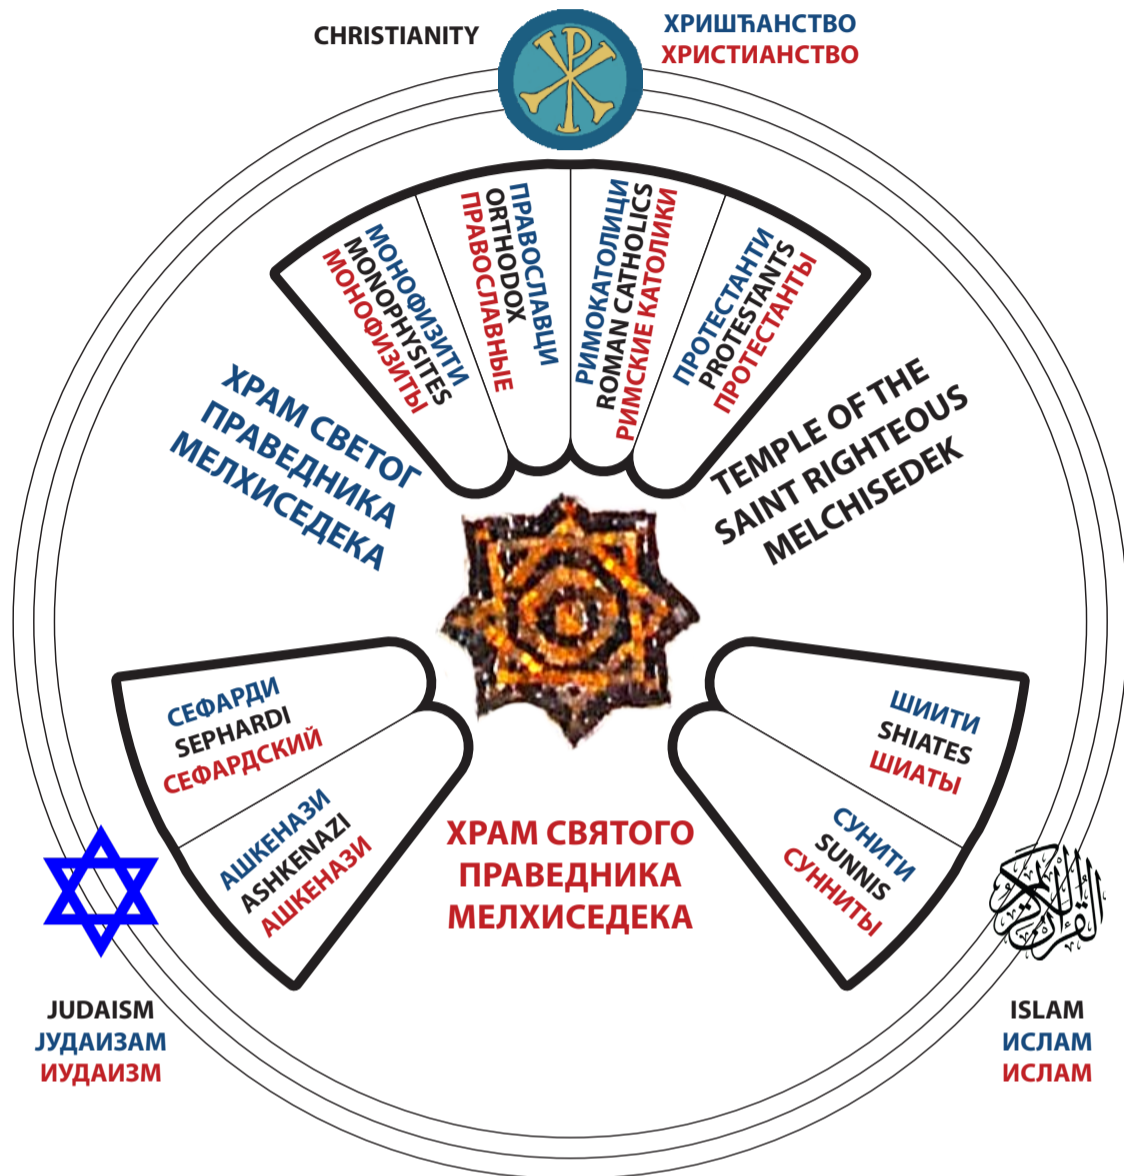 CHRISTIANITY
ХРИШЋАНСТВО
ХРИСТИАНСТВО
МОНОФИЗИТИ
MONOPHYSITES
МОНОФИЗИТЫ
ПРАВОСЛАВЦИ
ORTHODOX
ПРАВОСЛАВНЫЕ
РИМОКАТОЛИЦИ
ROMAN CATHOLICS
РИМСКИЕ КАТОЛИКИ
ПРОТЕСТАНТИ
PROTESTANTS
ПРОТЕСТАНТЫ
ХРАМ СВЕТОГ
ПРАВЕДНИКА
МЕЛХИСЕДЕКА
TEMPLE OF THE
SAINT RIGHTEOUS
MELCHISEDEK
СЕФАРДИ
SEPHARDI
СЕФАРДСКИЙ
АШКЕНАЗИ
ASHKENAZI
АШКЕНАЗИ
ХРАМ СВЯТОГО
ПРАВЕДНИКА
МЕЛХИСЕДЕКА
ШИИТИ
SHIATES
ШИАТЫ
СУНИТИ
SUNNIS
СУННИТЫ
القرآن الكريم
JUDAISM
ЈУДАИЗАМ
ИУДАИЗМ
ISLAM
ИСЛАМ
ИСЛАМ